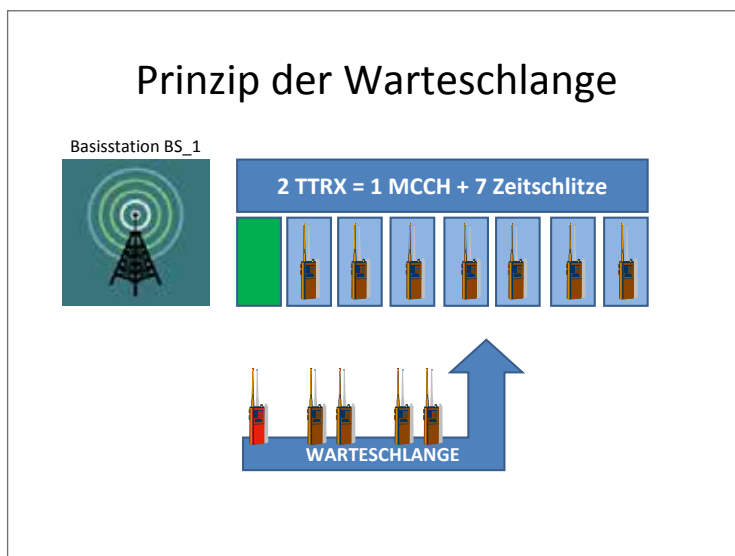 Prinzip der Warteschlange
Basisstation BS_1
2 TTRX = 1 MCCH + 7 Zeitschlitze
WARTESCHLANGE